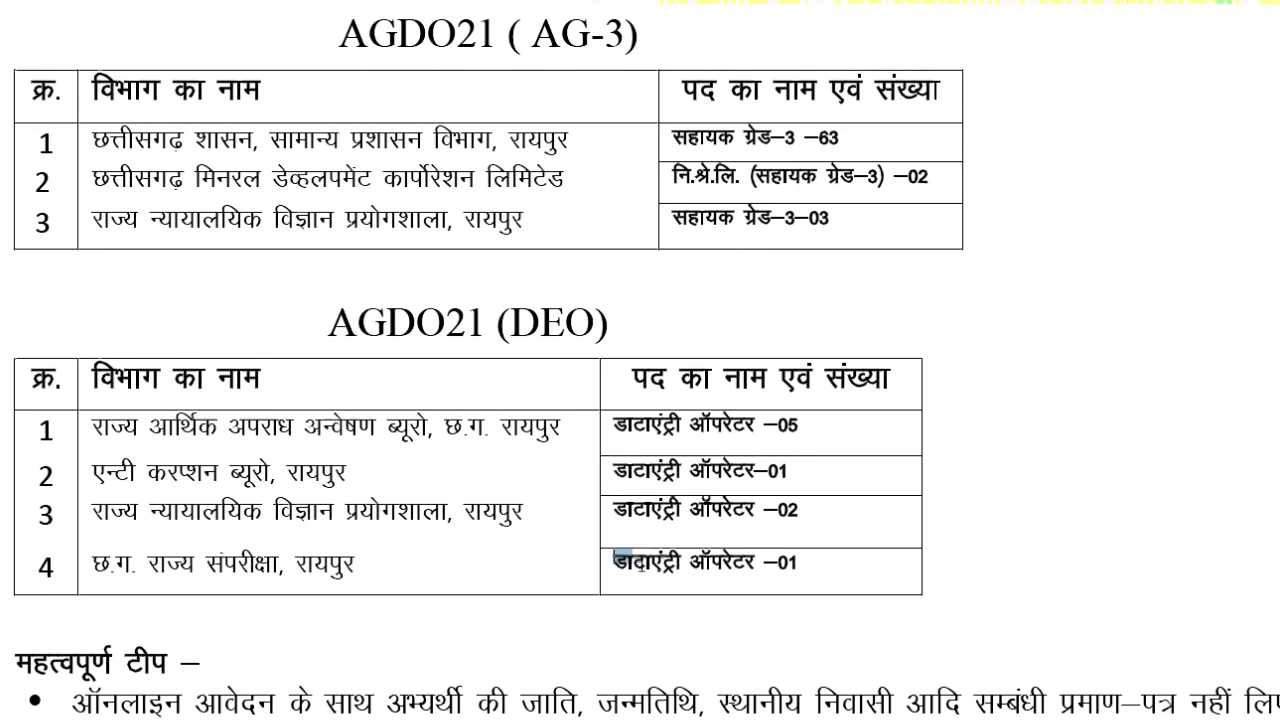 AGDO21 ( AG-3)
क्र. विभाग का नाम पद का नाम एवं संख्या
1 छत्तीसगढ़ शासन, सामान्य प्रशासन विभाग, रायपुर सहायक ग्रेड–3 –63
2 छत्तीसगढ़ मिनरल डेव्हलपमेंट कार्पोरेशन लिमिटेड नि.श्रे.लि. (सहायक ग्रेड–3) –02
3 राज्य न्यायालयिक विज्ञान प्रयोगशाला, रायपुर सहायक ग्रेड–3–03
AGDO21 (DEO)
क्र. विभाग का नाम पद का नाम एवं संख्या
1 राज्य आर्थिक अपराध अन्वेषण ब्यूरो, छ.ग. रायपुर डाटाएंट्री ऑपरेटर –05
2 एन्टी करप्शन ब्यूरो, रायपुर डाटाएंट्री ऑपरेटर–01
3 राज्य न्यायालयिक विज्ञान प्रयोगशाला, रायपुर डाटाएंट्री ऑपरेटर –02
4 छ.ग. राज्य संपरीक्षा, रायपुर डाटाएंट्री ऑपरेटर –01
महत्वपूर्ण टीप –
• ऑनलाइन आवेदन के साथ अभ्यर्थी की जाति, जन्मतिथि, स्थानीय निवासी आदि सम्बंधी प्रमाण–पत्र नहीं